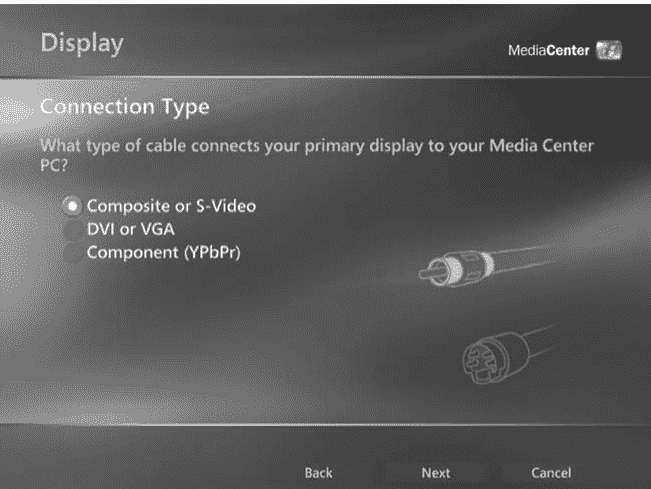 Display
MediaCenter
Connection Type
What type of cable connects your primary display to your Media Center
PC?
Composite or S-Video
DVI or VGA
Component (YPbPr)
Back Next Cancel